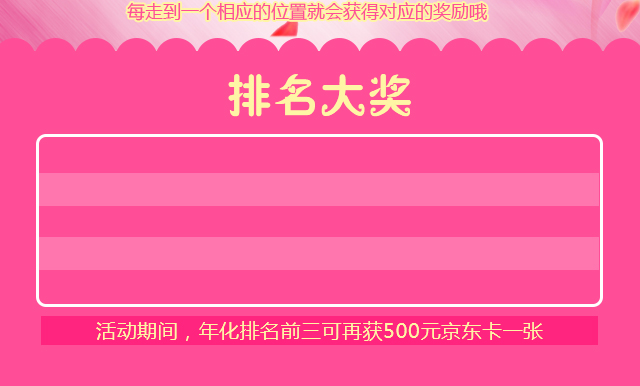 每走到一个相应的位置就会获得对应的奖励哦
排名大奖
活动期间，年化排名前三可再获500元京东卡一张